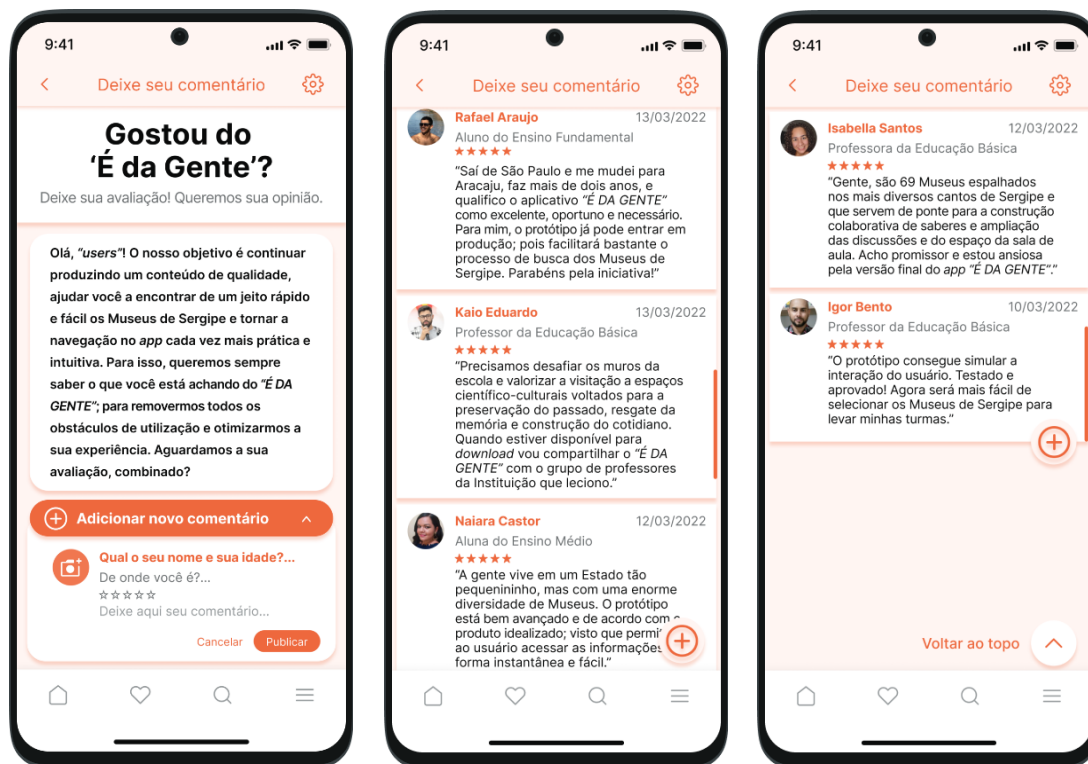 9:41
Deixe seu comentário
Gostou do
‘É da Gente’?
Deixe sua avaliação! Queremos sua opinião.
Olá, "users"! O nosso objetivo é continuar
produzindo um conteúdo de qualidade,
ajudar você a encontrar de um jeito rápido
e fácil os Museus de Sergipe e tornar a
navegação no app cada vez mais prática e
intuitiva. Para isso, queremos sempre
saber o que você está achando do "É DA
GENTE"; para removermos todos os
obstáculos de utilização e otimizarmos a
sua experiência. Aguardamos a sua
avaliação, combinado?
Adicionar novo comentário
Qual o seu nome e sua idade?...
De onde você é?...
Deixe aqui seu comentário...
Cancelar Publicar
9:41
Deixe seu comentário
Rafael Araujo 13/03/2022
Aluno do Ensino Fundamental
“Saí de São Paulo e me mudei para
Aracaju, faz mais de dois anos, e
qualifico o aplicativo “É DA GENTE”
como excelente, oportuno e necessário.
Para mim, o protótipo já pode entrar em
produção; pois facilitará bastante o
processo de busca dos Museus de
Sergipe. Parabéns pela iniciativa!”
Kaio Eduardo 13/03/2022
Professor da Educação Básica
“Precisamos desafiar os muros da
escola e valorizar a visitação a espaços
científico-culturais voltados para a
preservação do passado, resgate da
memória e construção do cotidiano.
Quando estiver disponível para
download vou compartilhar o “É DA
GENTE” com o grupo de professores
da Instituição que leciono.”
Naiara Castor 12/03/2022
Aluna do Ensino Médio
“A gente vive em um Estado tão
pequenininho, mas com uma enorme
diversidade de Museus. O protótipo
está bem avançado e de acordo com
produto idealizado; visto que
ao usuário acessar as informações
forma instantânea e fácil.”
9:41
Deixe seu comentário
Isabella Santos 12/03/2022
Professora da Educação Básica
“Gente, são 69 Museus espalhados
nos mais diversos cantos de Sergipe e
que servem de ponte para a construção
colaborativa de saberes e ampliação
das discussões e do espaço da sala de
aula. Acho promissor e estou ansiosa
pela versão final do app “É DA GENTE”.”
Igor Bento 10/03/2022
Professor da Educação Básica
“O protótipo consegue simular a
interação do usuário. Testado e
aprovado! Agora será mais fácil de
selecionar os Museus de Sergipe para
levar minhas turmas.”
Voltar ao topo